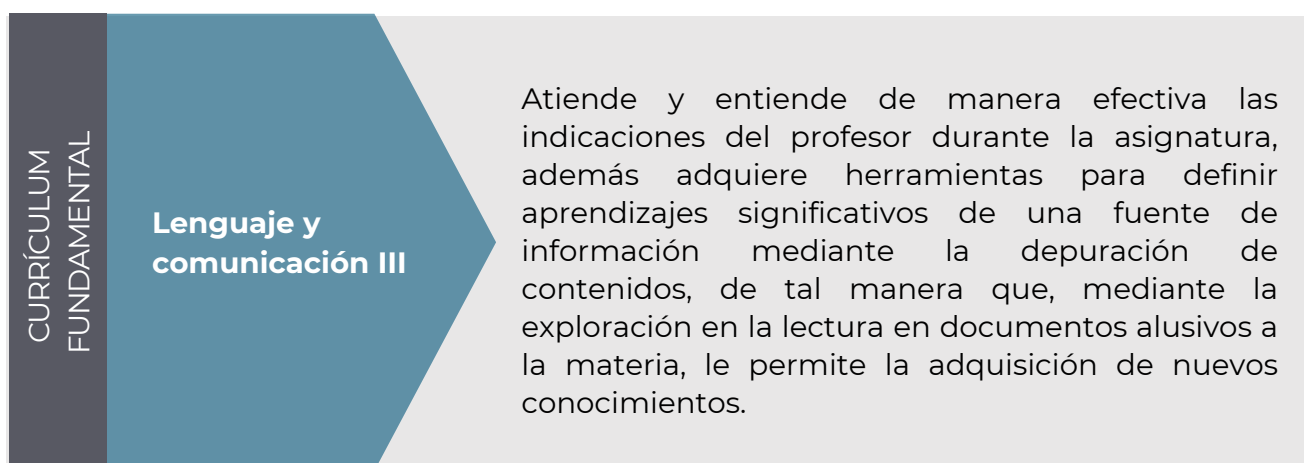 CURRÍCULUM
FUNDAMENTAL
Lenguaje y
comunicación III
Atiende y entiende de manera efectiva las
indicaciones del profesor durante la asignatura,
además adquiere herramientas para definir
aprendizajes significativos de una fuente de
información mediante la depuración de
contenidos, de tal manera que, mediante la
exploración en la lectura en documentos alusivos a
la materia, le permite la adquisición de nuevos
conocimientos.